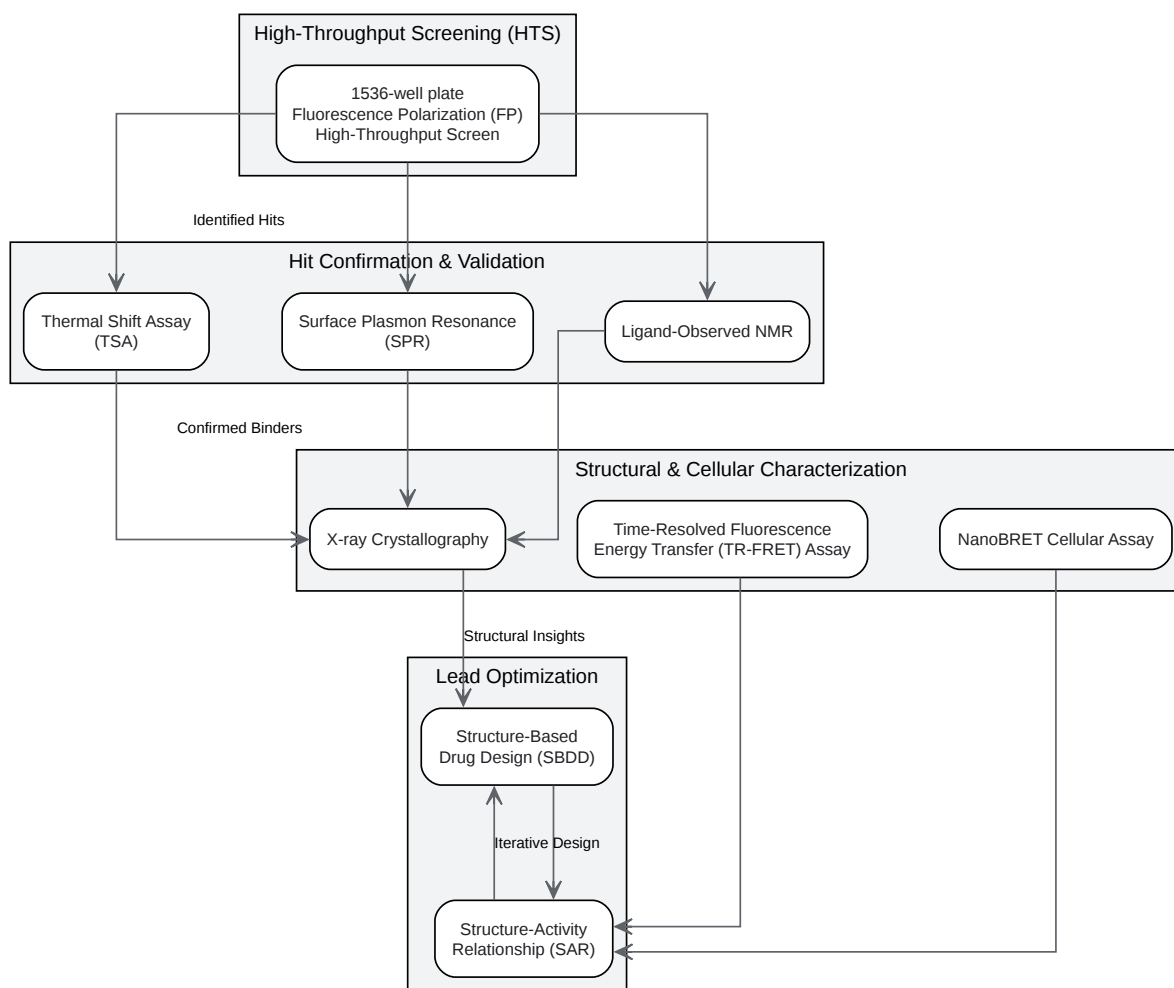 High-Throughput Screening (HTS)
1536-well plate
Fluorescence Polarization (FP)
High-Throughput Screen
Identified Hits
Hit Confirmation & Validation
Thermal Shift Assay
(TSA)
Surface Plasmon Resonance
(SPR)
Ligand-Observed NMR
Confirmed Binders
Structural & Cellular Characterization
X-ray Crystallography
Time-Resolved Fluorescence
Energy Transfer (TR-FRET) Assay
NanoBRET Cellular Assay
Structural Insights
Lead Optimization
Structure-Based
Drug Design (SBDD)
Iterative Design
Structure-Activity
Relationship (SAR)